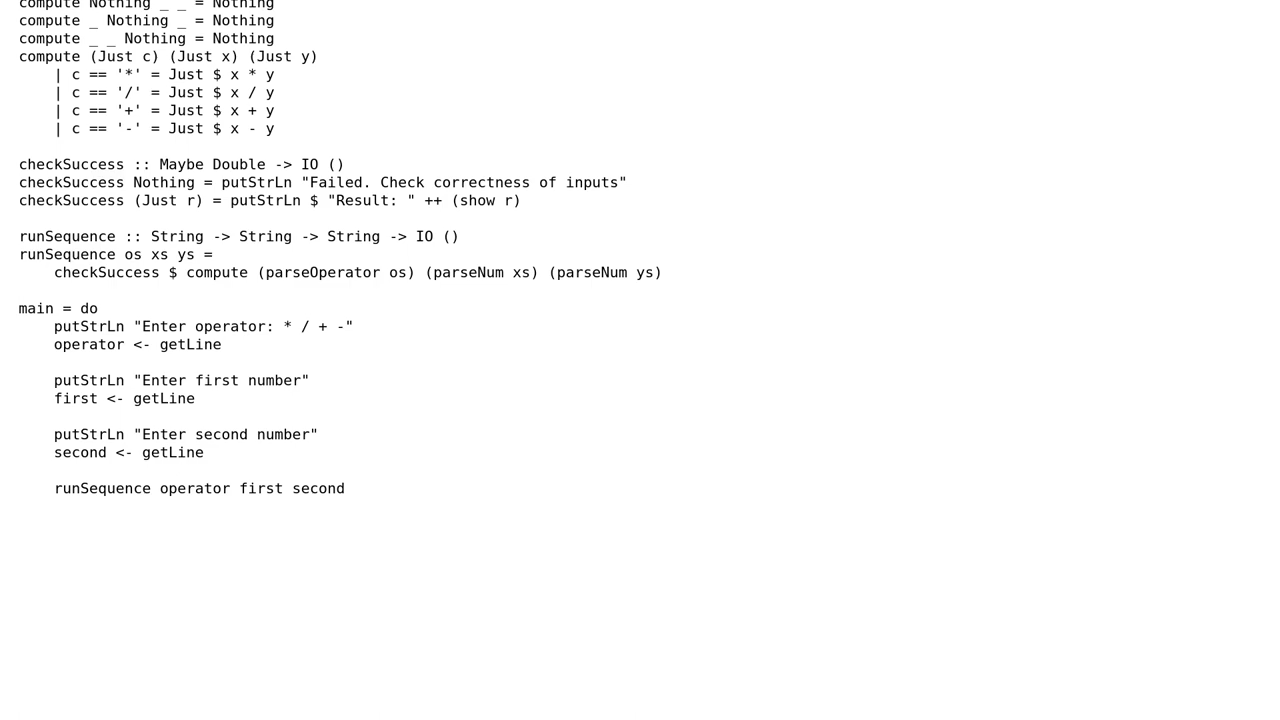 compute Nothing _ _ = Nothing
compute _ Nothing _ = Nothing
compute _ _ Nothing = Nothing
compute (Just c) (Just x) (Just y)
    | c == '*' = Just $ x * y
    | c == '/' = Just $ x / y
    | c == '+' = Just $ x + y
    | c == '-' = Just $ x - y

checkSuccess :: Maybe Double -> IO ()
checkSuccess Nothing = putStrLn "Failed. Check correctness of inputs"
checkSuccess (Just r) = putStrLn $ "Result: " ++ (show r)

runSequence :: String -> String -> String -> IO ()
runSequence os xs ys =
    checkSuccess $ compute (parseOperator os) (parseNum xs) (parseNum ys)

main = do
    putStrLn "Enter operator: * / + -"
    operator <- getLine

    putStrLn "Enter first number"
    first <- getLine

    putStrLn "Enter second number"
    second <- getLine

    runSequence operator first second